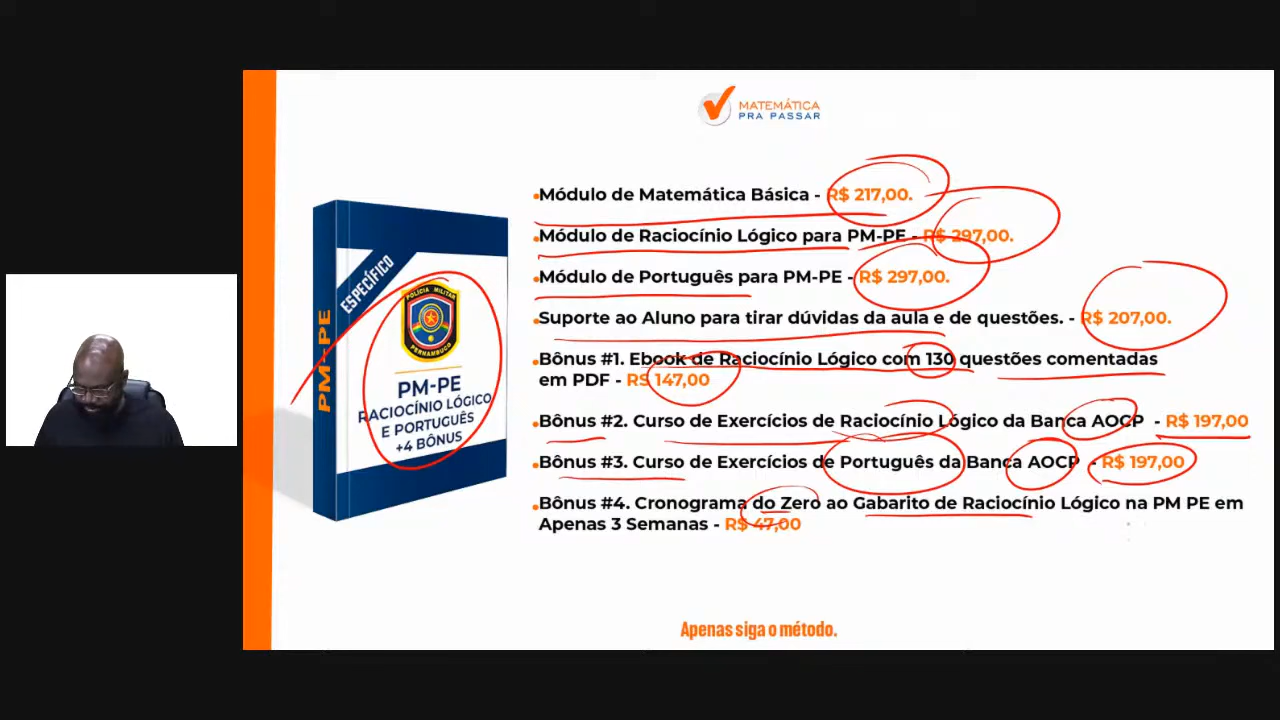 MATEMÁTICA
PRA PASSAR
•Módulo de Matemática Básica - R$ 217,00.
•Módulo de Raciocínio Lógico para PM-PE - R$ 297,00.
•Módulo de Português para PM-PE - R$ 297,00.
•Suporte ao Aluno para tirar dúvidas da aula e de questões. - R$ 207,00.
•Bônus #1. Ebook de Raciocínio Lógico com 130 questões comentadas
em PDF - R$ 147,00
•Bônus #2. Curso de Exercícios de Raciocínio Lógico da Banca AOCP - R$ 197,00
•Bônus #3. Curso de Exercícios de Português da Banca AOCP - R$ 197,00
•Bônus #4. Cronograma do Zero ao Gabarito de Raciocínio Lógico na PM PE em
Apenas 3 Semanas - R$ 47,00
ESPECÍFICO
PM-PE
POLÍCIA MILITAR
PERNAMBUCO
PM-PE
RACIOCÍNIO LÓGICO
E PORTUGUÊS
+4 BÔNUS
Apenas siga o método.